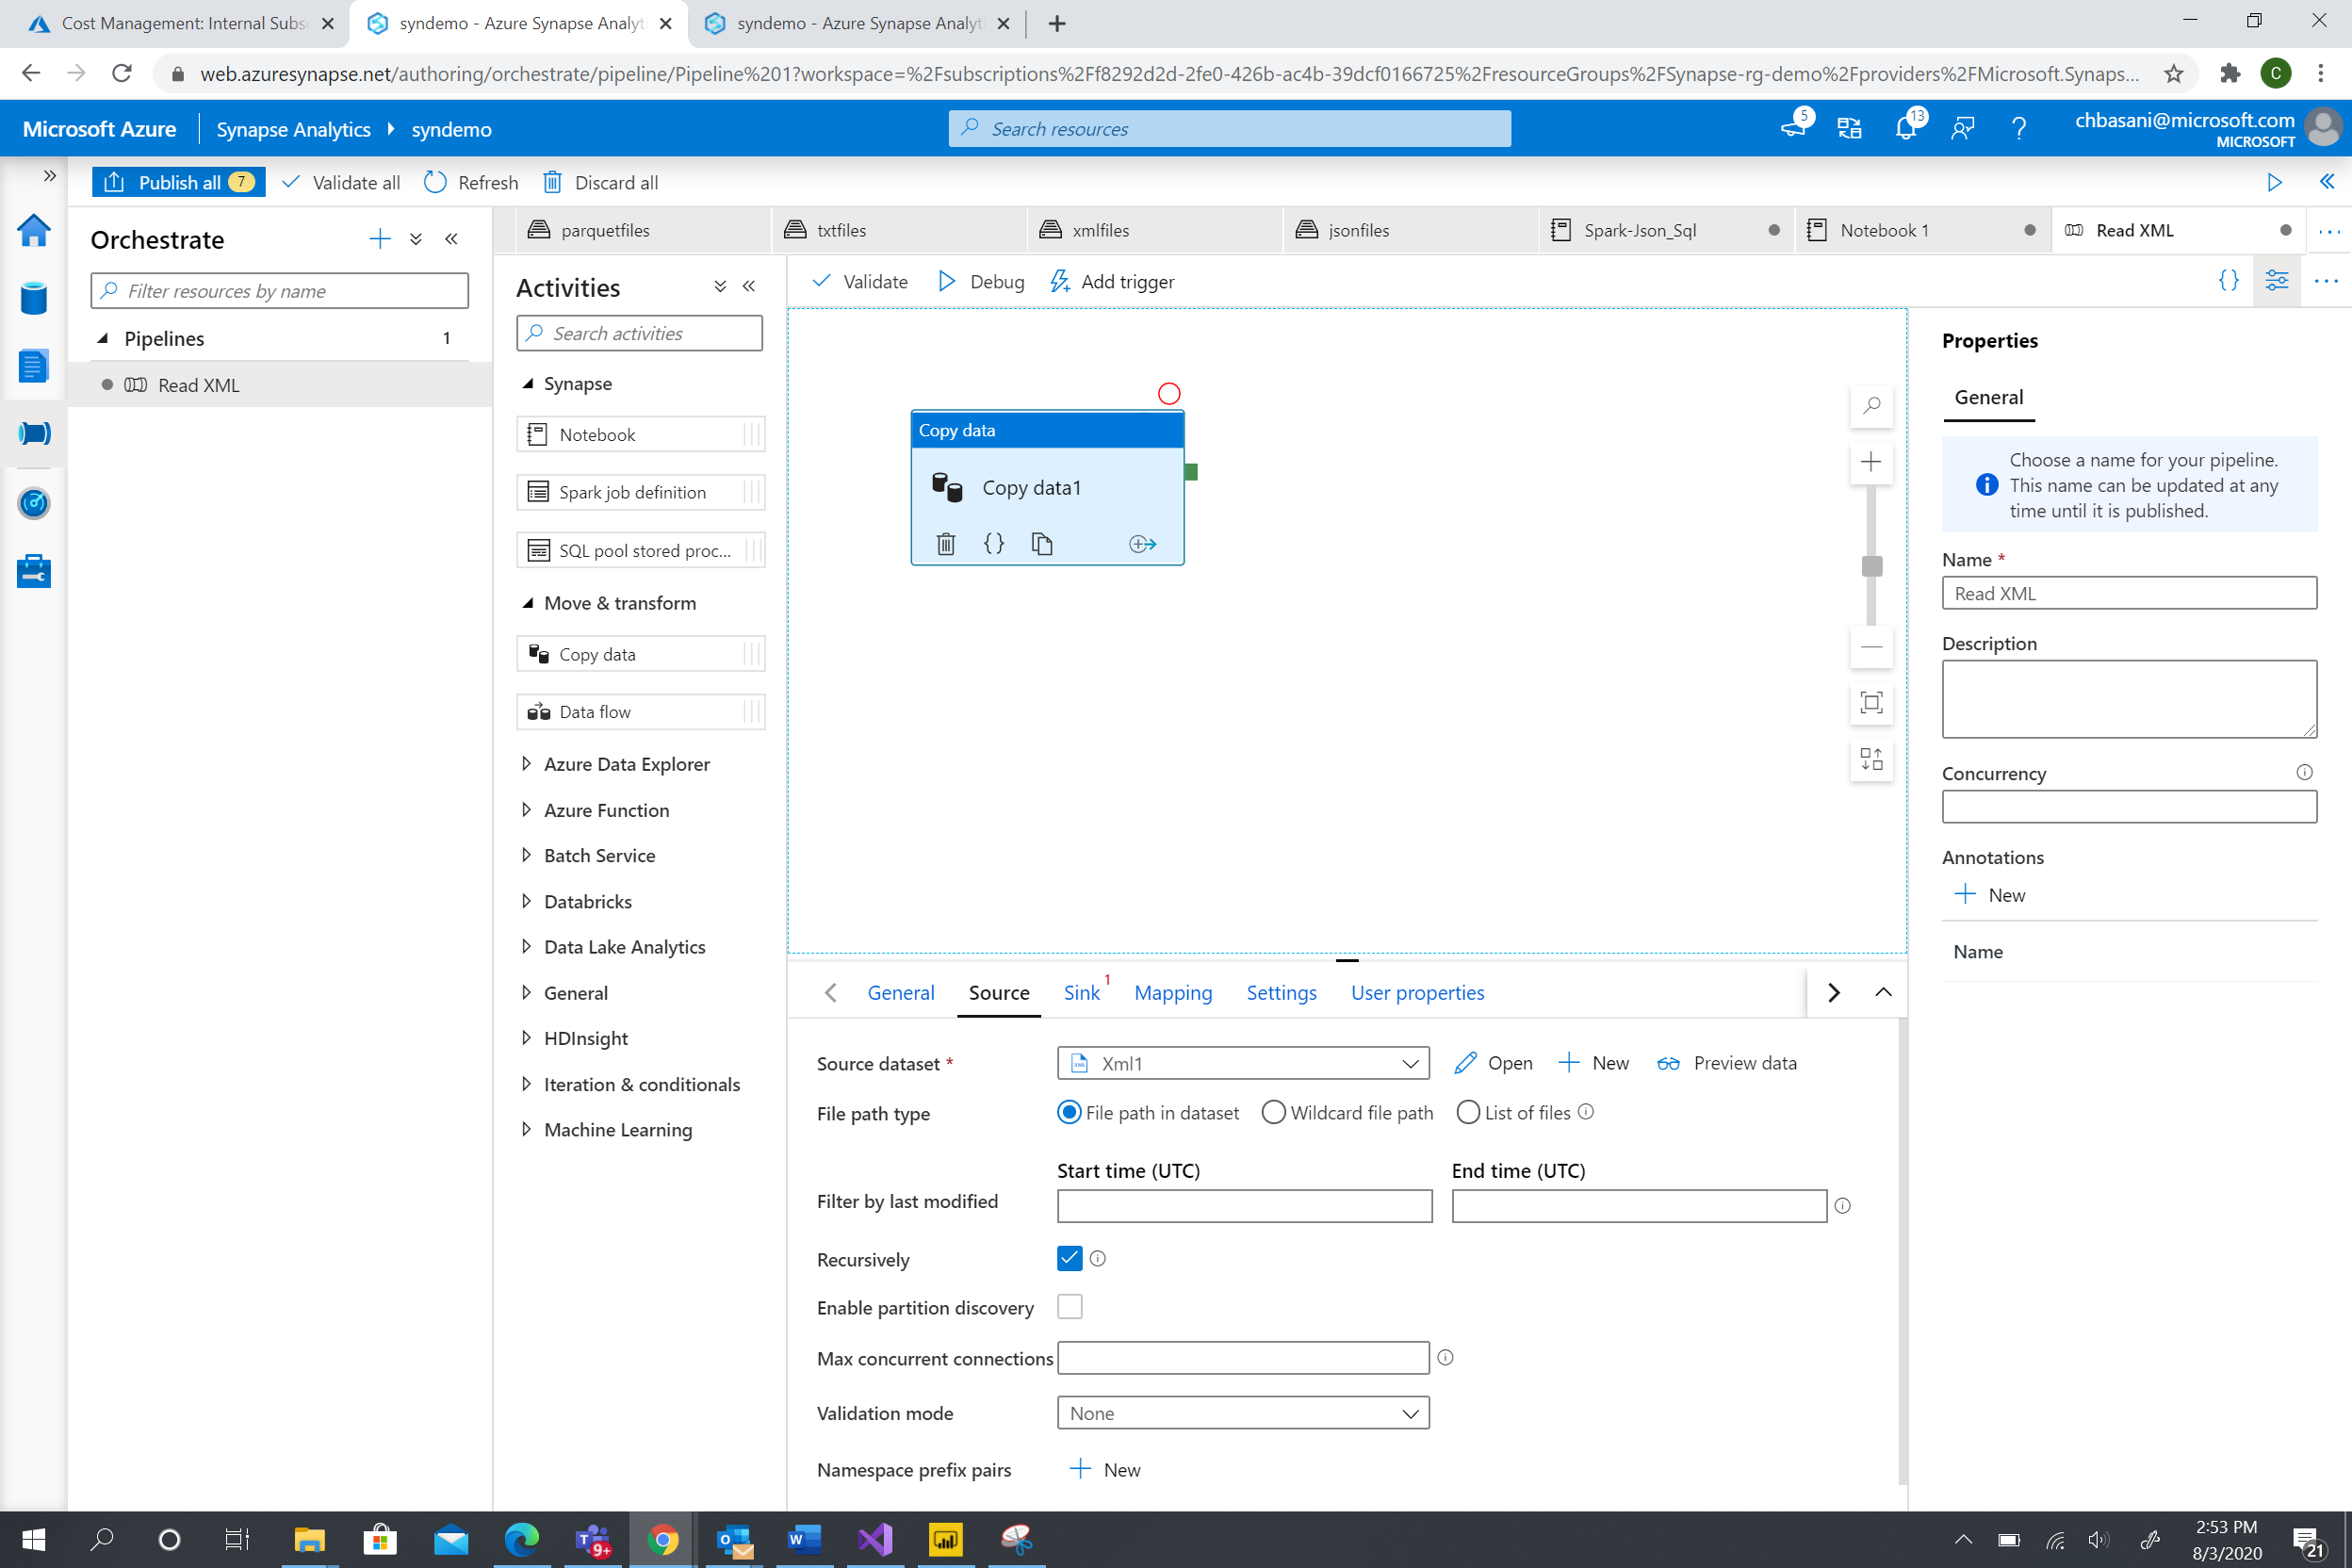 Cost Management: Internal Subs
syndemo - Azure Synapse Analyt
syndemo - Azure Synapse Analyt
web.azuresynapse.net/authoring/orchestrate/pipeline/Pipeline%201?workspace=%2Fsubscriptions%2Ff8292d2d-2fe0-426b-ac4b-39dcf0166725%2FresourceGroups%2FSynapse-rg-demo%2Fproviders%2FMicrosoft.Synaps...
C
Microsoft Azure
Synapse Analytics
syndemo
Search resources
5
13
chbasani@microsoft.com
MICROSOFT
Publish all 7
Validate all
Refresh
Discard all
Orchestrate
Filter resources by name
Pipelines 1
Read XML
parquetfiles
txtfiles
xmlfiles
jsonfiles
Spark-Json_Sql
Notebook 1
Read XML
Activities
Search activities
Synapse
Notebook
Spark job definition
SQL pool stored proc...
Move & transform
Copy data
Data flow
Azure Data Explorer
Azure Function
Batch Service
Databricks
Data Lake Analytics
General
HDInsight
Iteration & conditionals
Machine Learning
Validate
Debug
Add trigger
Copy data
Copy data1
General
Source
Sink 1
Mapping
Settings
User properties
Source dataset *
Xml1
Open
New
Preview data
File path type
File path in dataset
Wildcard file path
List of files
Start time (UTC)
End time (UTC)
Filter by last modified
Recursively
Enable partition discovery
Max concurrent connections
Validation mode
None
Namespace prefix pairs
New
Properties
General
Choose a name for your pipeline.
This name can be updated at any
time until it is published.
Name *
Read XML
Description
Concurrency
Annotations
New
Name
9+
2:53 PM
8/3/2020
21